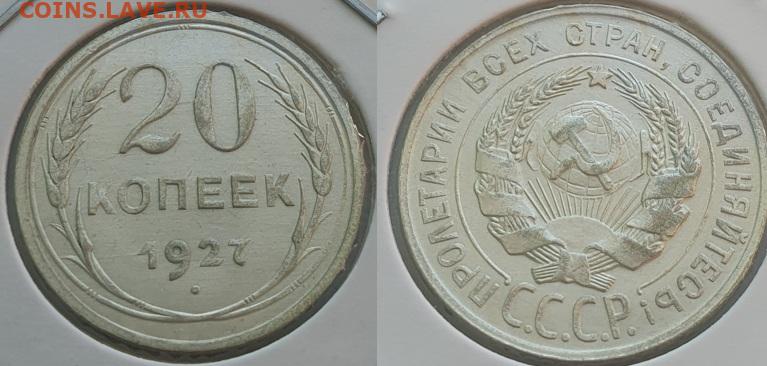 COINS.LAVE.RU
20
КОПЕЕК
1927
ПРОЛЕТАРИИ ВСЕХ СТРАН, СОЕДИНЯЙТЕСЬ!
С.С.С.Р.